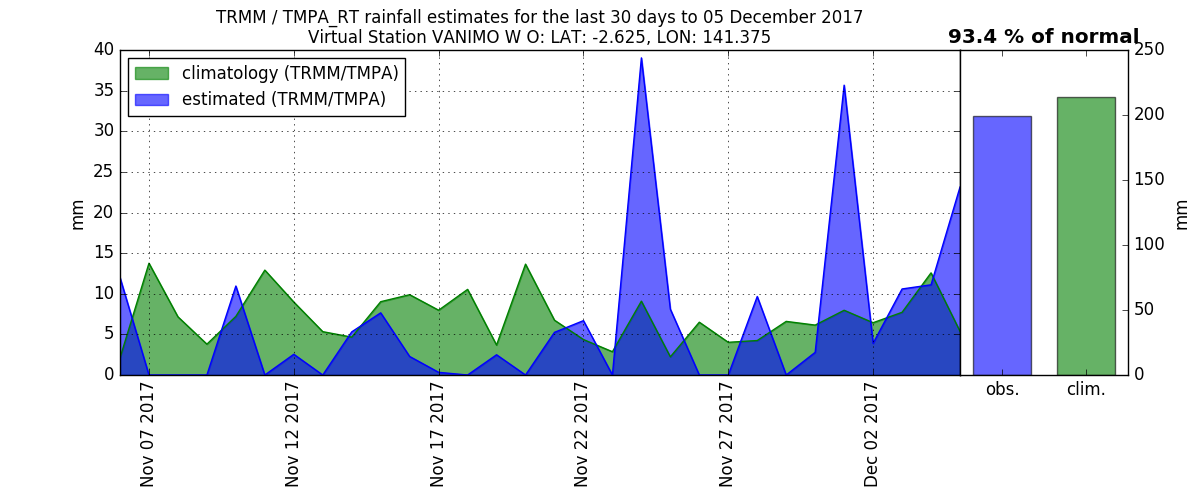 TRMM / TMPA_RT rainfall estimates for the last 30 days to 05 December 2017
Virtual Station VANIMO W O: LAT: -2.625, LON: 141.375
93.4 % of normal
climatology (TRMM/TMPA)
estimated (TRMM/TMPA)
mm
40
35
30
25
20
15
10
5
0
Nov 07 2017
Nov 12 2017
Nov 17 2017
Nov 22 2017
Nov 27 2017
Dec 02 2017
obs.
clim.
250
200
150
100
50
0
mm